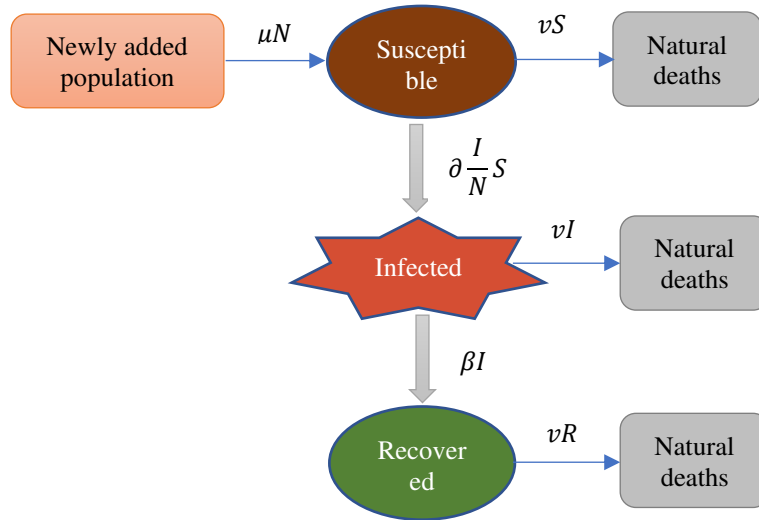 Newly added
population
μN
Suscepti
ble
vS
Natural
deaths
∂ I/N S
Infected
vI
Natural
deaths
βI
Recover
ed
vR
Natural
deaths